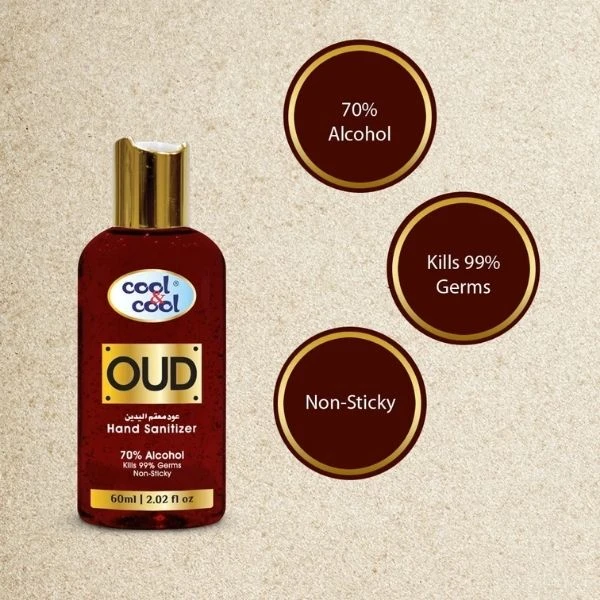 cool®
&
cool
OUD
عود معقم اليدين
Hand Sanitizer
70% Alcohol
Kills 99% Germs
Non-Sticky
60ml | 2.02 fl oz
70%
Alcohol
Kills 99%
Germs
Non-Sticky